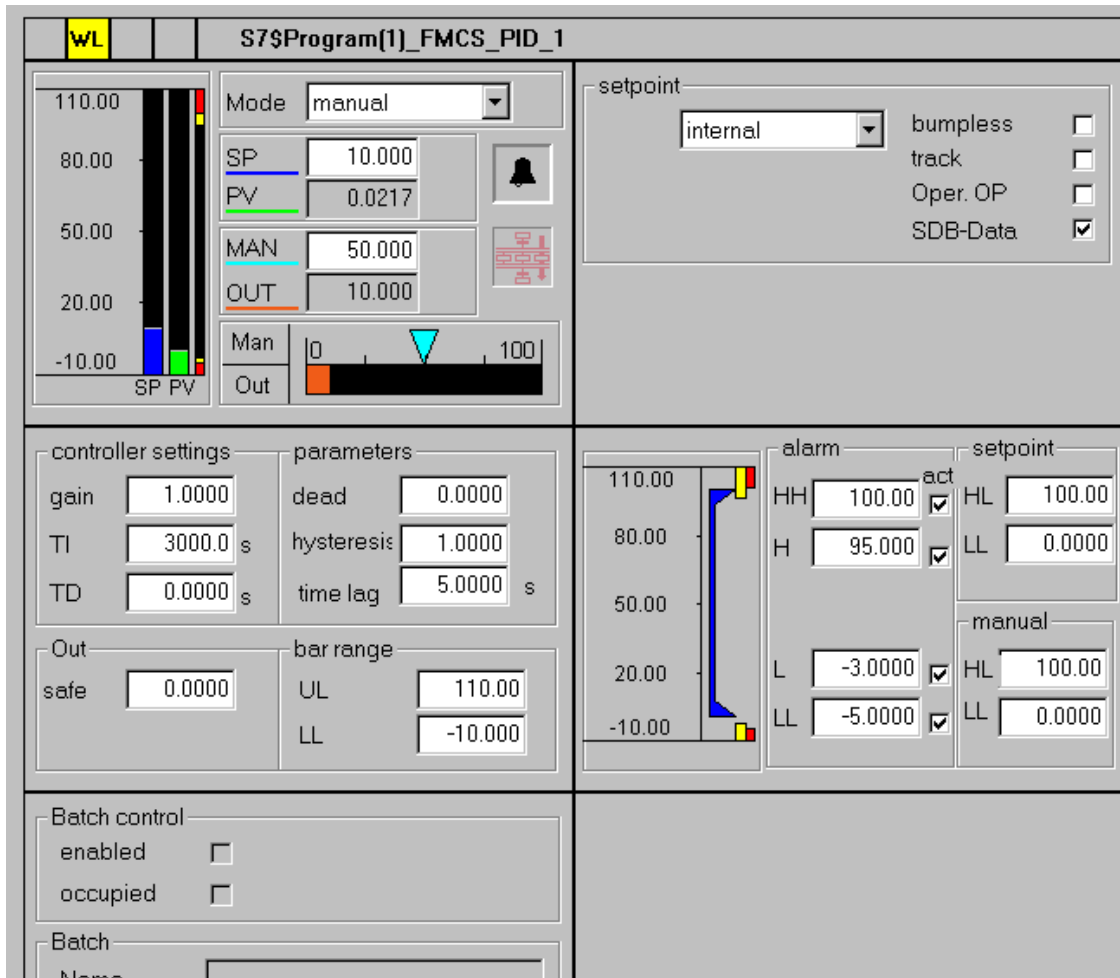 WL S7$Program(1)_FMCS_PID_1
110.00
80.00
50.00
20.00
-10.00
SP PV
Mode manual
SP 10.000
PV 0.0217
MAN 50.000
OUT 10.000
Man 0 100
Out
setpoint
internal
bumpless
track
Oper. OP
SDB-Data
controller settings
gain 1.0000
TI 3000.0 s
TD 0.0000 s
parameters
dead 0.0000
hysteresis 1.0000
time lag 5.0000 s
Out
safe 0.0000
bar range
UL 110.00
LL -10.000
110.00
80.00
50.00
20.00
-10.00
alarm
act
HH 100.00
H 95.000
L -3.0000
LL -5.0000
setpoint
HL 100.00
LL 0.0000
manual
HL 100.00
LL 0.0000
Batch control
enabled
occupied
Batch
Name